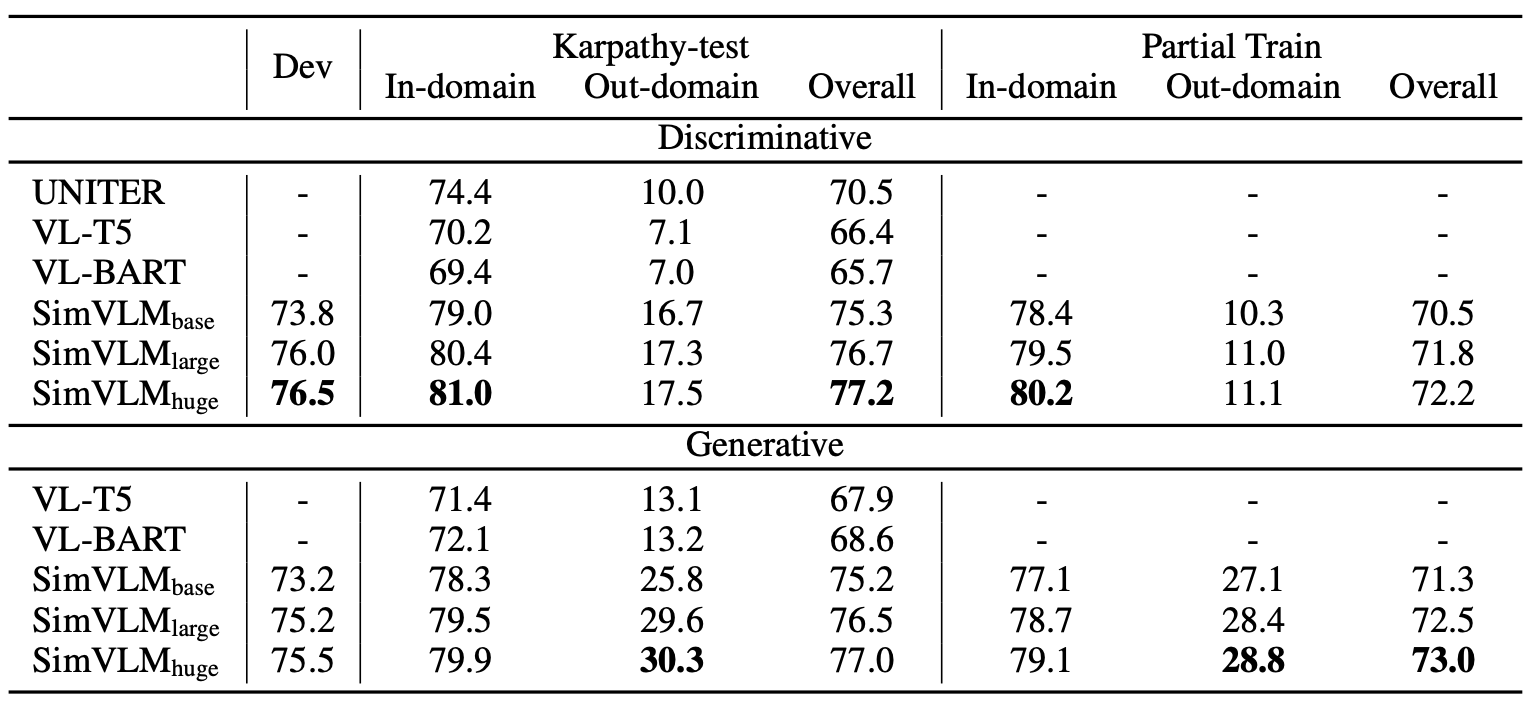 Dev Karpathy-test Partial Train
In-domain Out-domain Overall In-domain Out-domain Overall
Discriminative
UNITER - 74.4 10.0 70.5 - - -
VL-T5 - 70.2 7.1 66.4 - - -
VL-BART - 69.4 7.0 65.7 - - -
SimVLMbase 73.8 79.0 16.7 75.3 78.4 10.3 70.5
SimVLMlarge 76.0 80.4 17.3 76.7 79.5 11.0 71.8
SimVLMhuge 76.5 81.0 17.5 77.2 80.2 11.1 72.2
Generative
VL-T5 - 71.4 13.1 67.9 - - -
VL-BART - 72.1 13.2 68.6 - - -
SimVLMbase 73.2 78.3 25.8 75.2 77.1 27.1 71.3
SimVLMlarge 75.2 79.5 29.6 76.5 78.7 28.4 72.5
SimVLMhuge 75.5 79.9 30.3 77.0 79.1 28.8 73.0